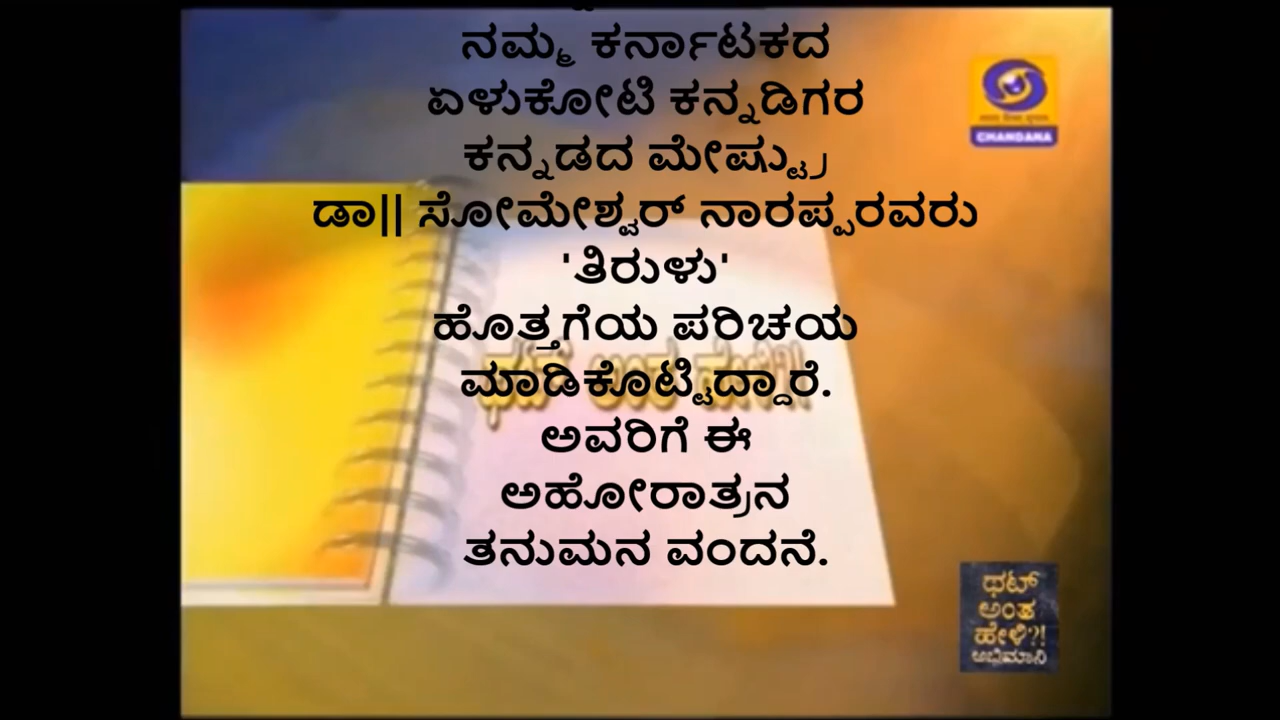 ನಮ್ಮ ಕರ್ನಾಟಕದ
ಏಳುಕೋಟಿ ಕನ್ನಡಿಗರ
ಕನ್ನಡದ ಮೇಷ್ಟ್ರು
ಡಾ|| ಸೋಮೇಶ್ವರ್ ನಾರಪ್ಪರವರು
'ತಿರುಳು'
ಹೊತ್ತಗೆಯ ಪರಿಚಯ
ಮಾಡಿಕೊಟ್ಟಿದ್ದಾರೆ.
ಅವರಿಗೆ ಈ
ಅಹೋರಾತ್ರನ
ತನುಮನ ವಂದನೆ.
CHANDANA
ಥಟ್
ಅಂತ
ಹೇಳಿ?!
ಅಭಿಮಾನಿ